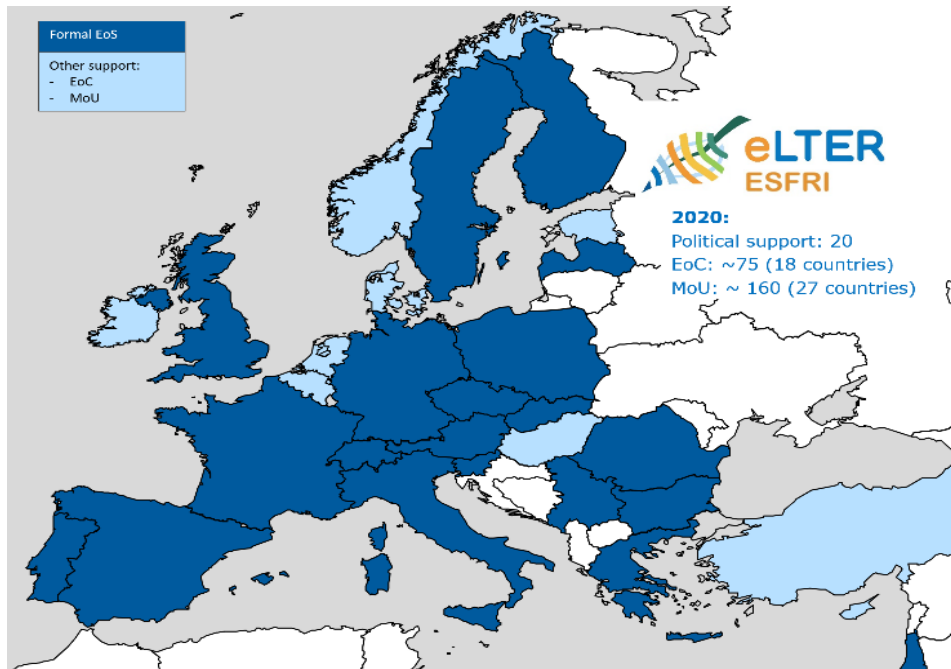 Formal EoS
Other support:
- EoC
- MoU
eLTER
ESFRI
2020:
Political support: 20
EoC: ~75 (18 countries)
MoU: ~ 160 (27 countries)